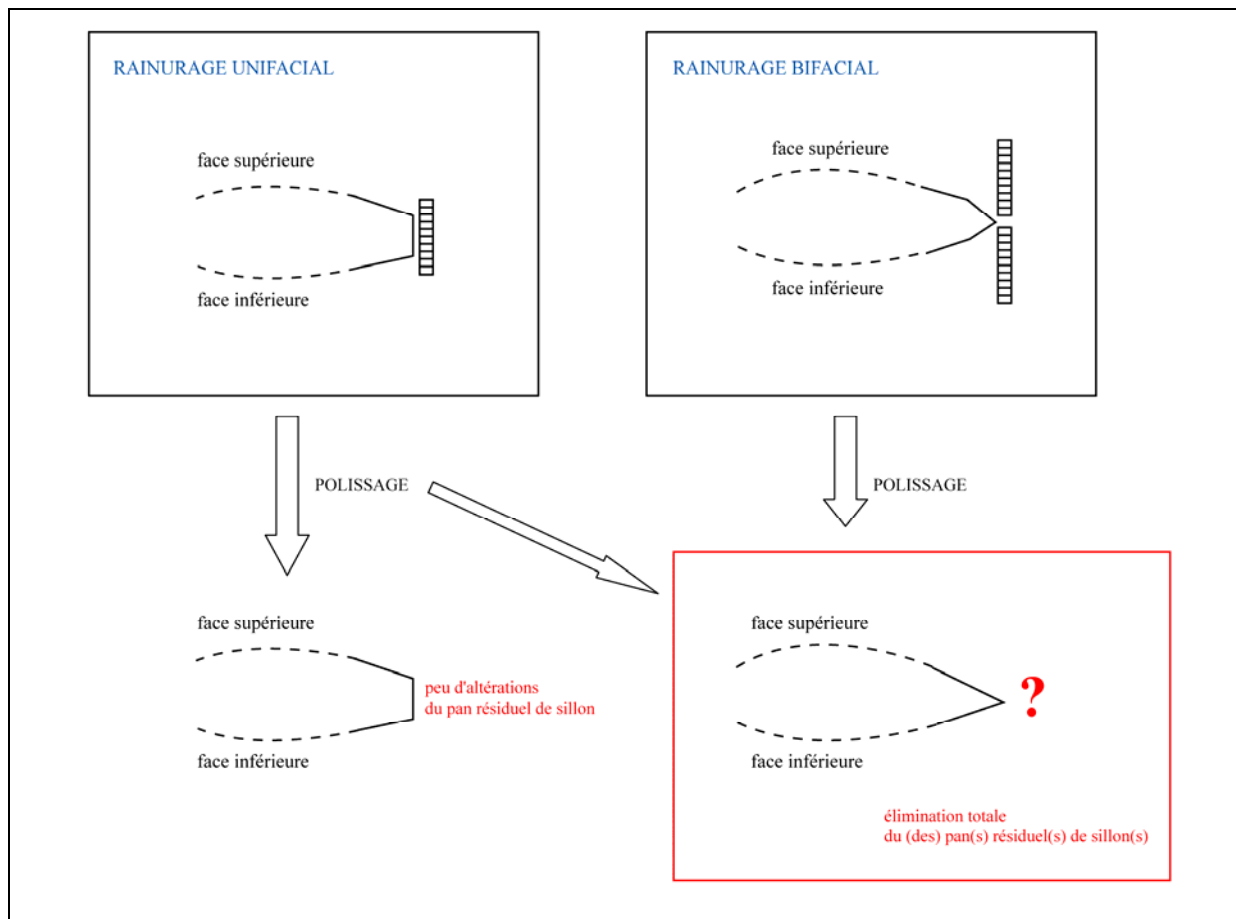 RAINURAGE UNIFACIAL
face supérieure
face inférieure
RAINURAGE BIFACIAL
face supérieure
face inférieure
POLISSAGE
POLISSAGE
face supérieure
peu d'altérations
du pan résiduel de sillon
face inférieure
face supérieure
?
face inférieure
élimination totale
du (des) pan(s) résiduel(s) de sillon(s)